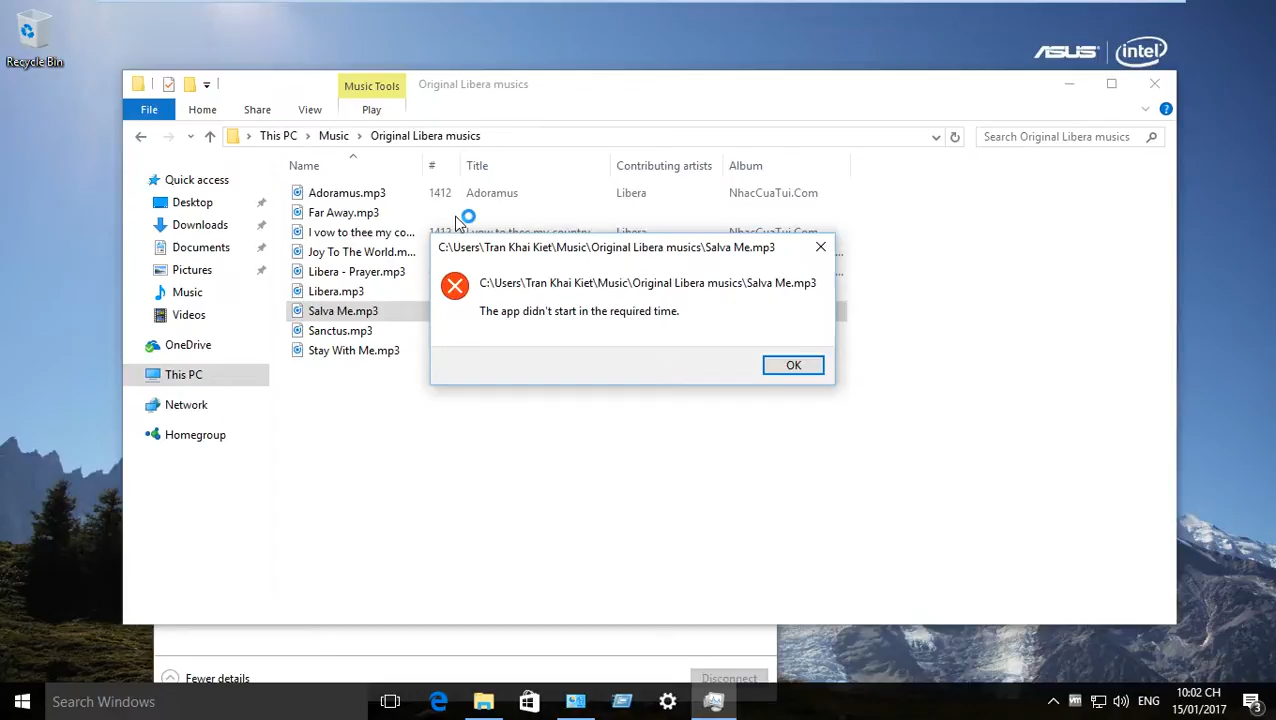 ASUS intel
Recycle Bin
Music Tools Original Libera musics
File Home Share View Play
This PC Music Original Libera musics Search Original Libera musics
Name # Title Contributing artists Album
Quick access
Desktop
Downloads
Documents
Pictures
Music
Videos
OneDrive
This PC
Network
Homegroup
Adoramus.mp3 1412 Adoramus Libera NhacCuaTui.Com
Far Away.mp3
I vow to thee my co...
Joy To The World.m...
Libera - Prayer.mp3
Libera.mp3
Salva Me.mp3
Sanctus.mp3
Stay With Me.mp3
C:\Users\Tran Khai Kiet\Music\Original Libera musics\Salva Me.mp3
C:\Users\Tran Khai Kiet\Music\Original Libera musics\Salva Me.mp3
The app didn't start in the required time.
OK
Fewer details Disconnect
Search Windows
ENG
10:02 CH
15/01/2017
3